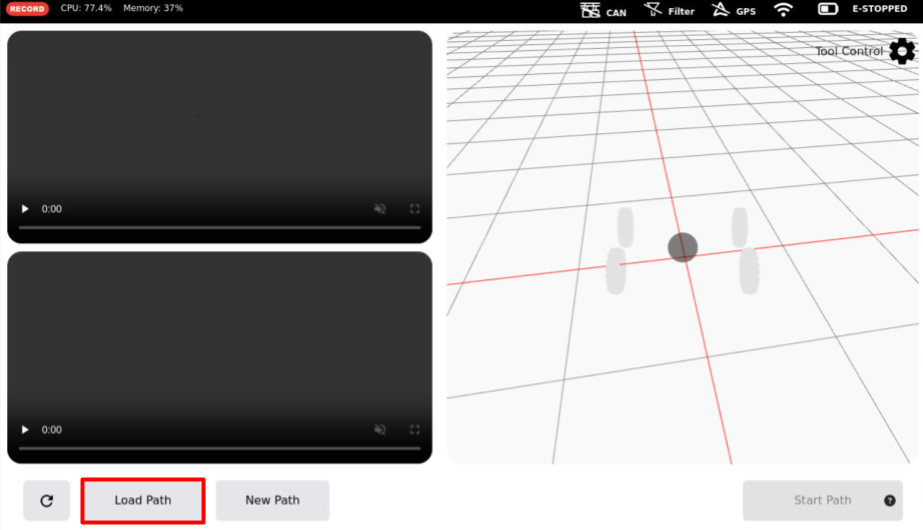 RECORD CPU: 77.4% Memory: 37% CAN Filter GPS E-STOPPED
Tool Control
0:00
0:00
Load Path New Path Start Path ?